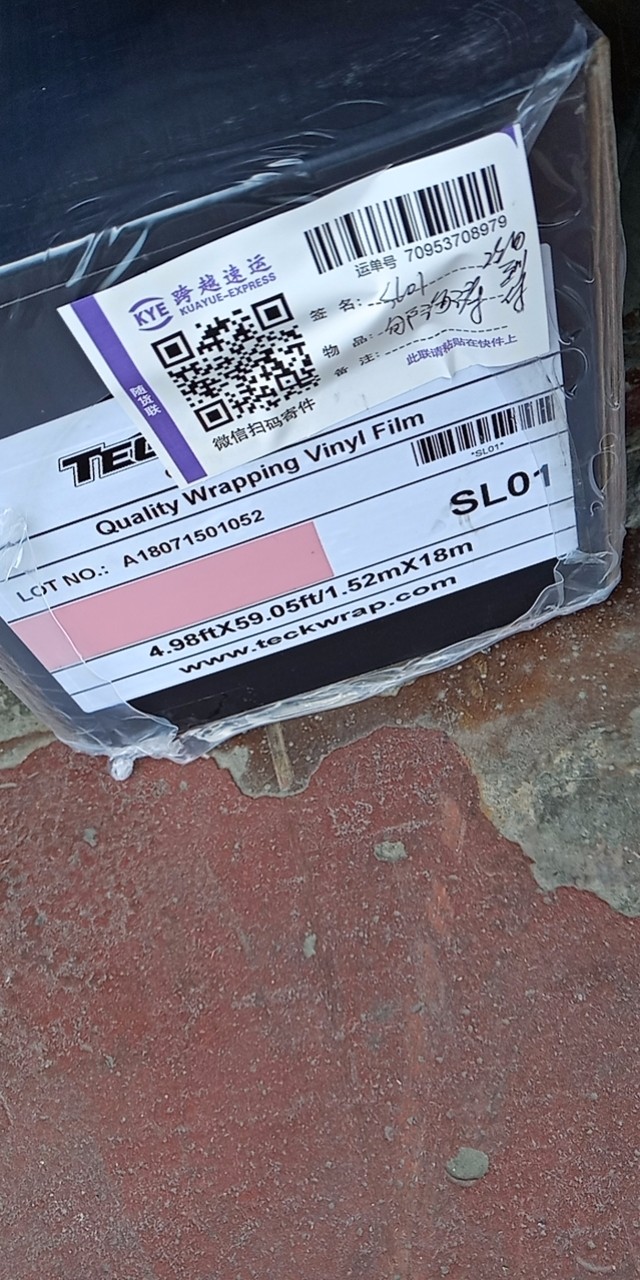 KYE 跨越速运
KUAYUE-EXPRESS
运单号 70953708979
签 名: SL01
物 品:
备 注:
此联请粘贴在快件上
随货联
微信扫码寄件
TEC
Quality Wrapping Vinyl Film
*SL01*
LOT NO.: A18071501052
SL01
4.98ftX59.05ft/1.52mX18m
www.teckwrap.com